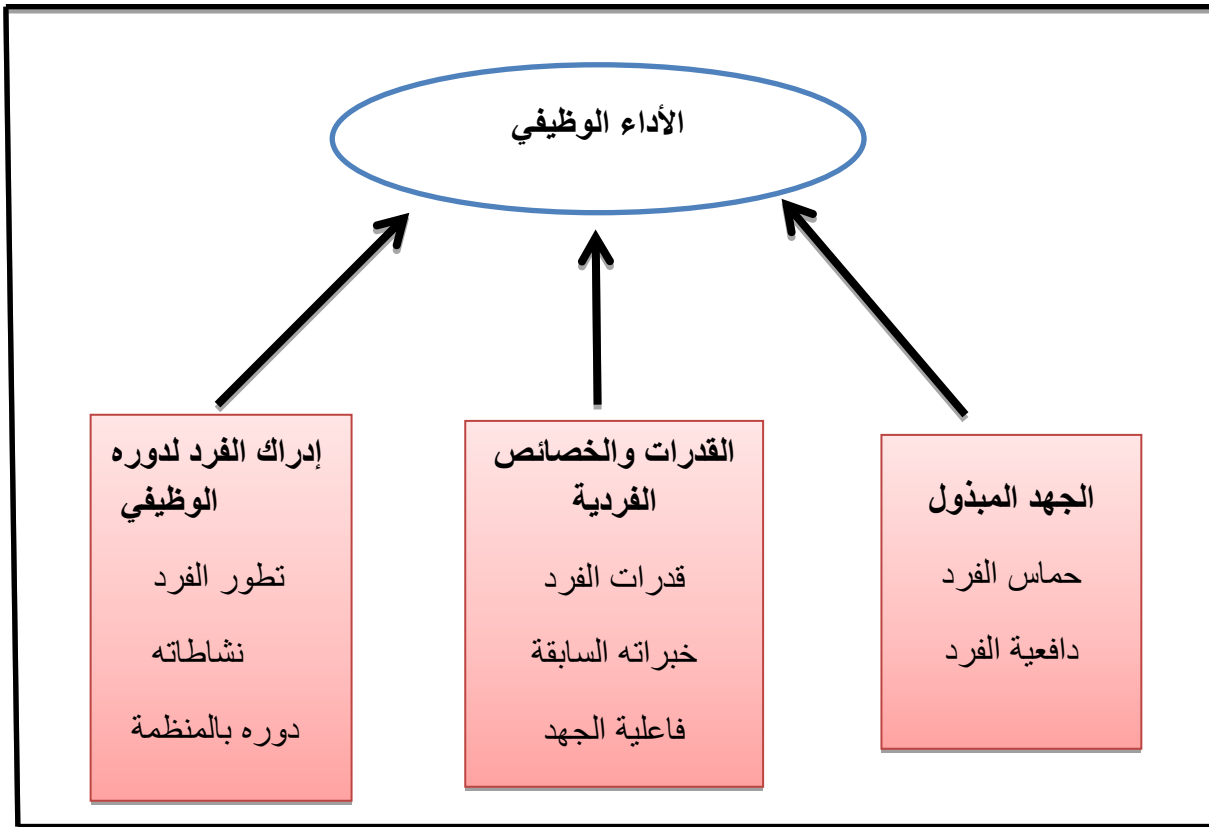 الأداء الوظيفي
الجهد المبذول
حماس الفرد
دافعية الفرد
القدرات والخصائص
الفردية
قدرات الفرد
خبراته السابقة
فاعلية الجهد
إدراك الفرد لدوره
الوظيفي
تطور الفرد
نشاطاته
دوره بالمنظمة